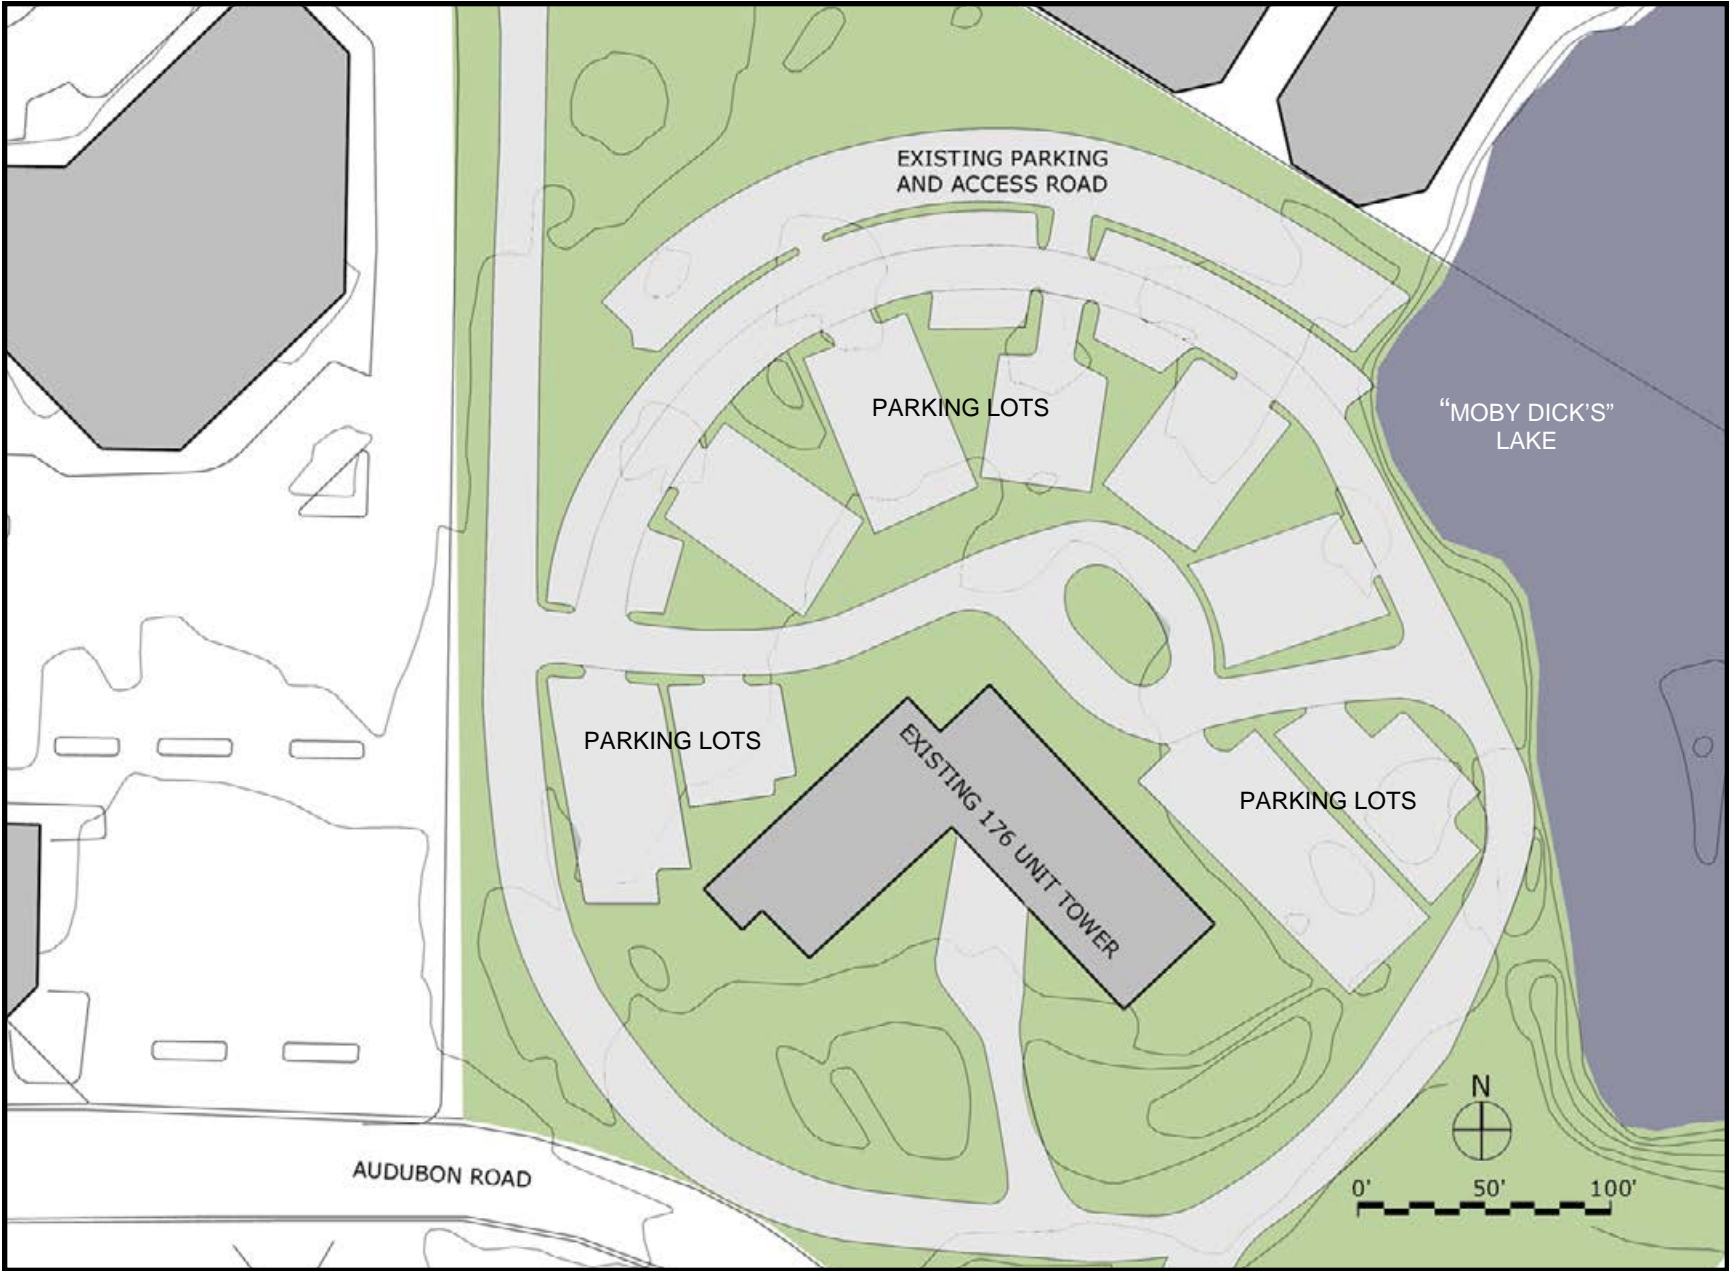 EXISTING PARKING
AND ACCESS ROAD
PARKING LOTS
“MOBY DICK'S”
LAKE
PARKING LOTS
EXISTING 176 UNIT TOWER
PARKING LOTS
AUDUBON ROAD
N
0' 50' 100'